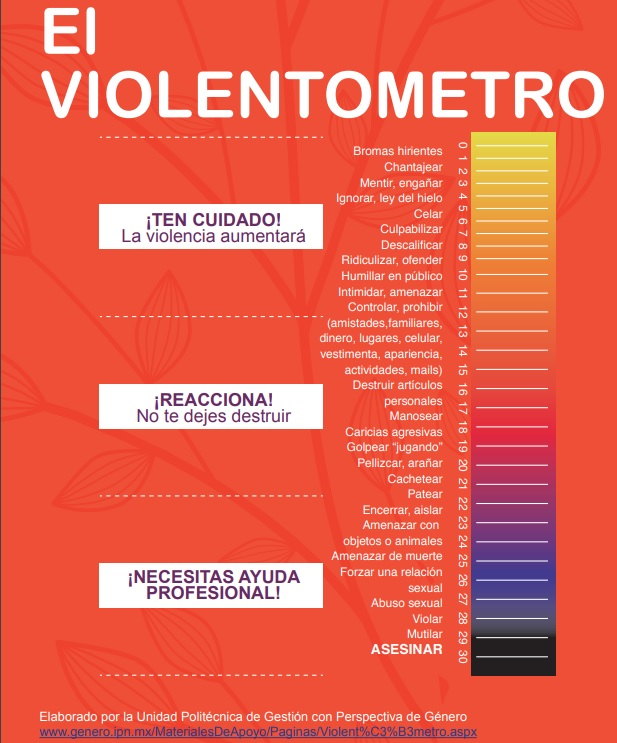 El
VIOLENTOMETRO
¡TEN CUIDADO!
La violencia aumentará
¡REACCIONA!
No te dejes destruir
¡NECESITAS AYUDA
PROFESIONAL!
Bromas hirientes
Chantajear
Mentir, engañar
Ignorar, ley del hielo
Celar
Culpabilizar
Descalificar
Ridiculizar, ofender
Humillar en público
Intimidar, amenazar
Controlar, prohibir
(amistades,familiares,
dinero, lugares, celular,
vestimenta, apariencia,
actividades, mails)
Destruir artículos
personales
Manosear
Caricias agresivas
Golpear “jugando”
Pellizcar, arañar
Cachetear
Patear
Encerrar, aislar
Amenazar con
objetos o animales
Amenazar de muerte
Forzar una relación
sexual
Abuso sexual
Violar
Mutilar
ASESINAR
0 1 2 3 4 5 6 7 8 9 10 11 12 13 14 15 16 17 18 19 20 21 22 23 24 25 26 27 28 29 30
Elaborado por la Unidad Politécnica de Gestión con Perspectiva de Género
www.genero.ipn.mx/MaterialesDeApoyo/Paginas/Violent%C3%B3metro.aspx